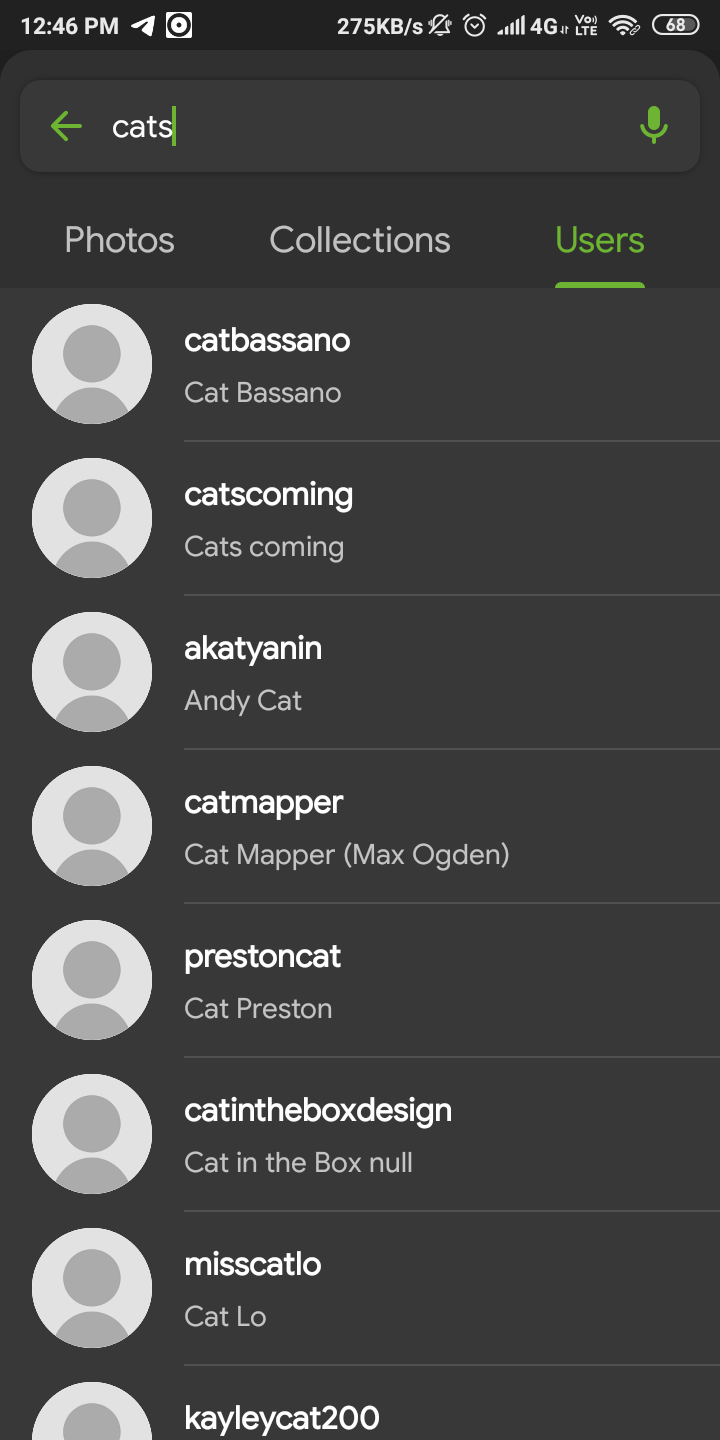 12:46 PM 275KB/s 4G Vo) LTE 68
cats
Photos Collections Users
catbassano
Cat Bassano
catscoming
Cats coming
akatyanin
Andy Cat
catmapper
Cat Mapper (Max Ogden)
prestoncat
Cat Preston
catintheboxdesign
Cat in the Box null
misscatlo
Cat Lo
kayleycat200